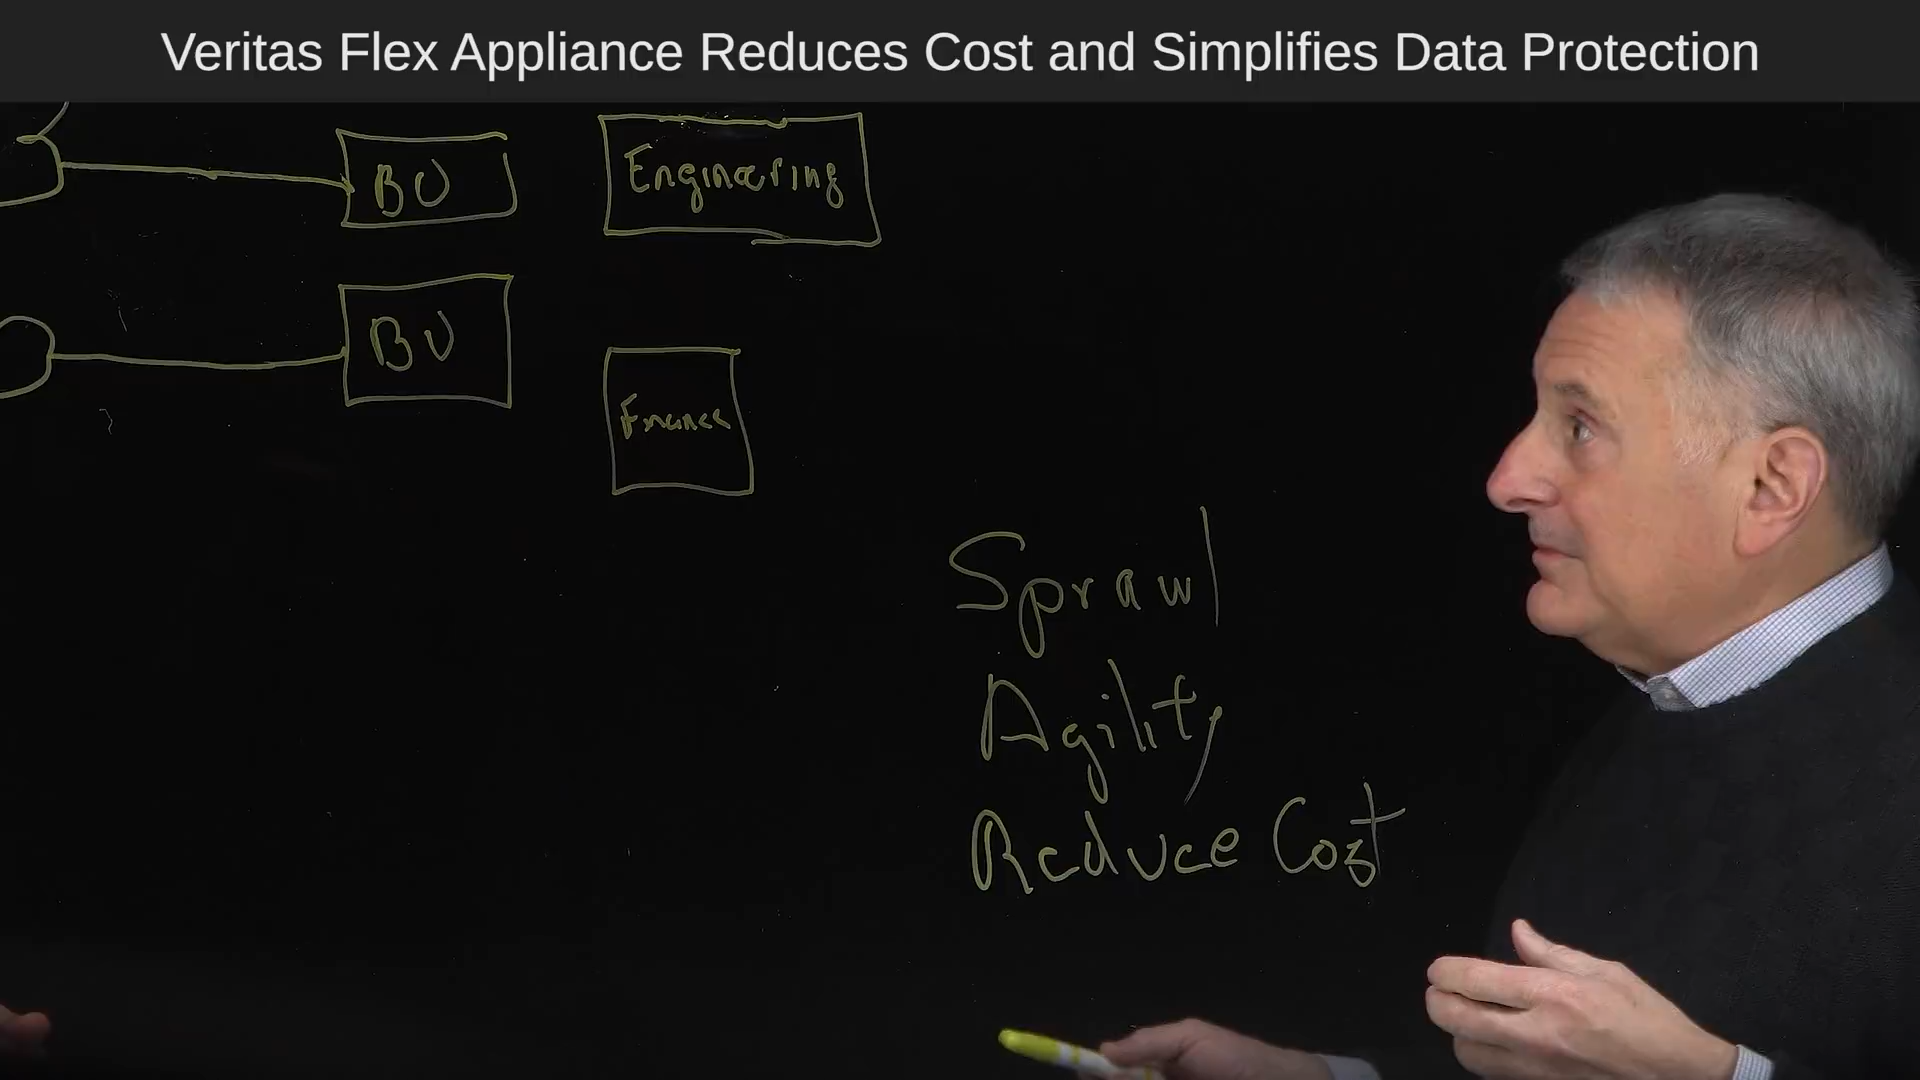 Veritas Flex Appliance Reduces Cost and Simplifies Data Protection
BU
Engineering
BU
Finance
Sprawl
Agility
Reduce Cost